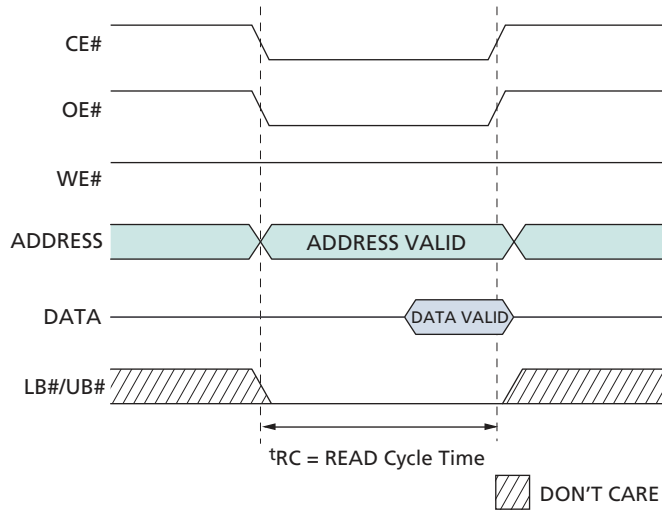 CE#
OE#
WE#
ADDRESS
ADDRESS VALID
DATA
DATA VALID
LB#/UB#
tRC = READ Cycle Time
DON'T CARE